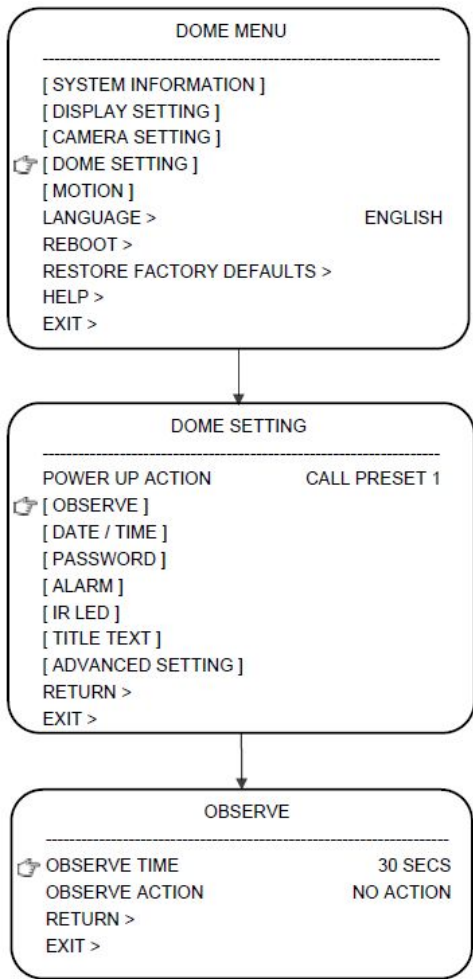 DOME MENU
[ SYSTEM INFORMATION ]
[ DISPLAY SETTING ]
[ CAMERA SETTING ]
[ DOME SETTING ]
[ MOTION ]
LANGUAGE > ENGLISH
REBOOT >
RESTORE FACTORY DEFAULTS >
HELP >
EXIT >
DOME SETTING
POWER UP ACTION CALL PRESET 1
[ OBSERVE ]
[ DATE / TIME ]
[ PASSWORD ]
[ ALARM ]
[ IR LED ]
[ TITLE TEXT ]
[ ADVANCED SETTING ]
RETURN >
EXIT >
OBSERVE
OBSERVE TIME 30 SECS
OBSERVE ACTION NO ACTION
RETURN >
EXIT >